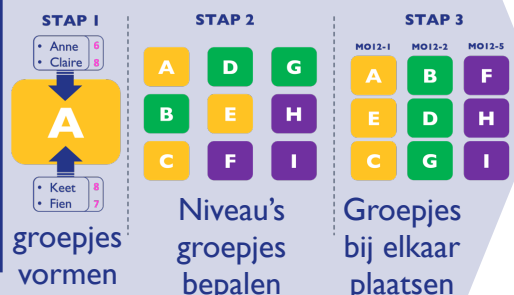 STAP 1
• Anne 6
• Claire 8
A
• Keet 8
• Fien 7
groepjes
vormen
STAP 2
A D G
B E H
C F I
Niveau's
groepjes
bepalen
STAP 3
MO12-1 MO12-2 MO12-5
A B F
E D H
C G I
Groepjes
bij elkaar
plaatsen